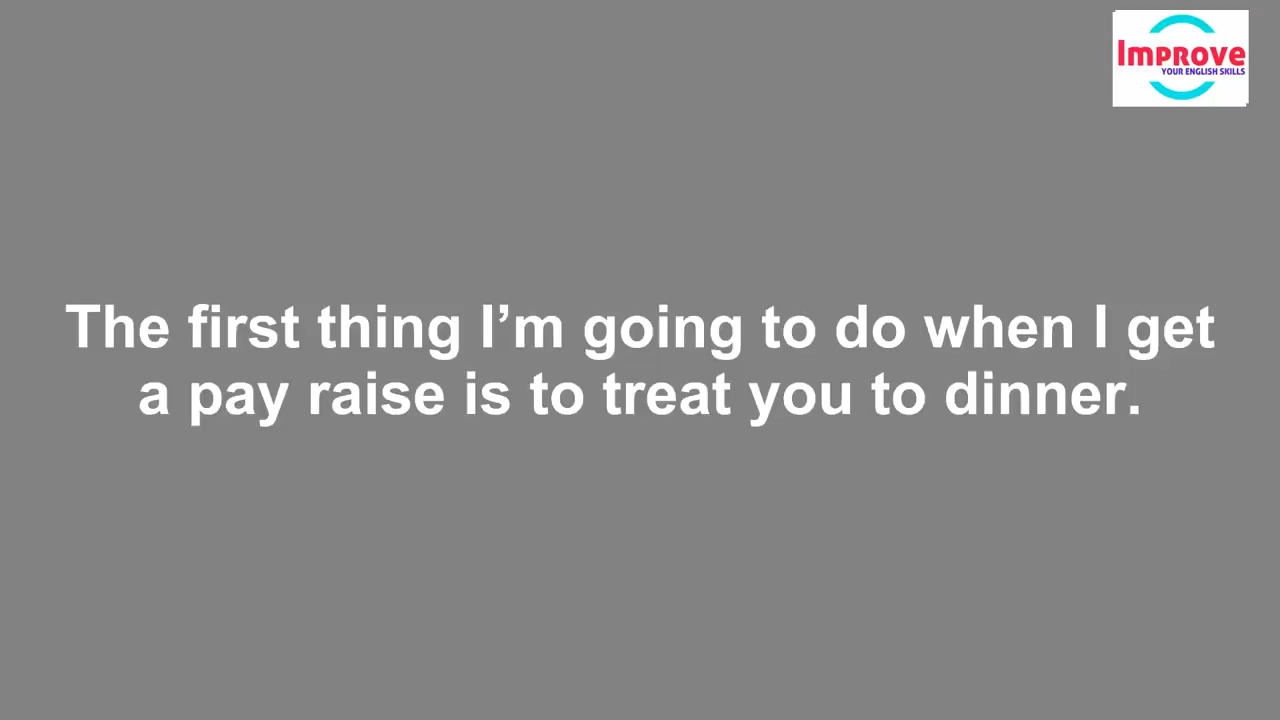 Improve
YOUR ENGLISH SKILLS
The first thing I’m going to do when I get
a pay raise is to treat you to dinner.